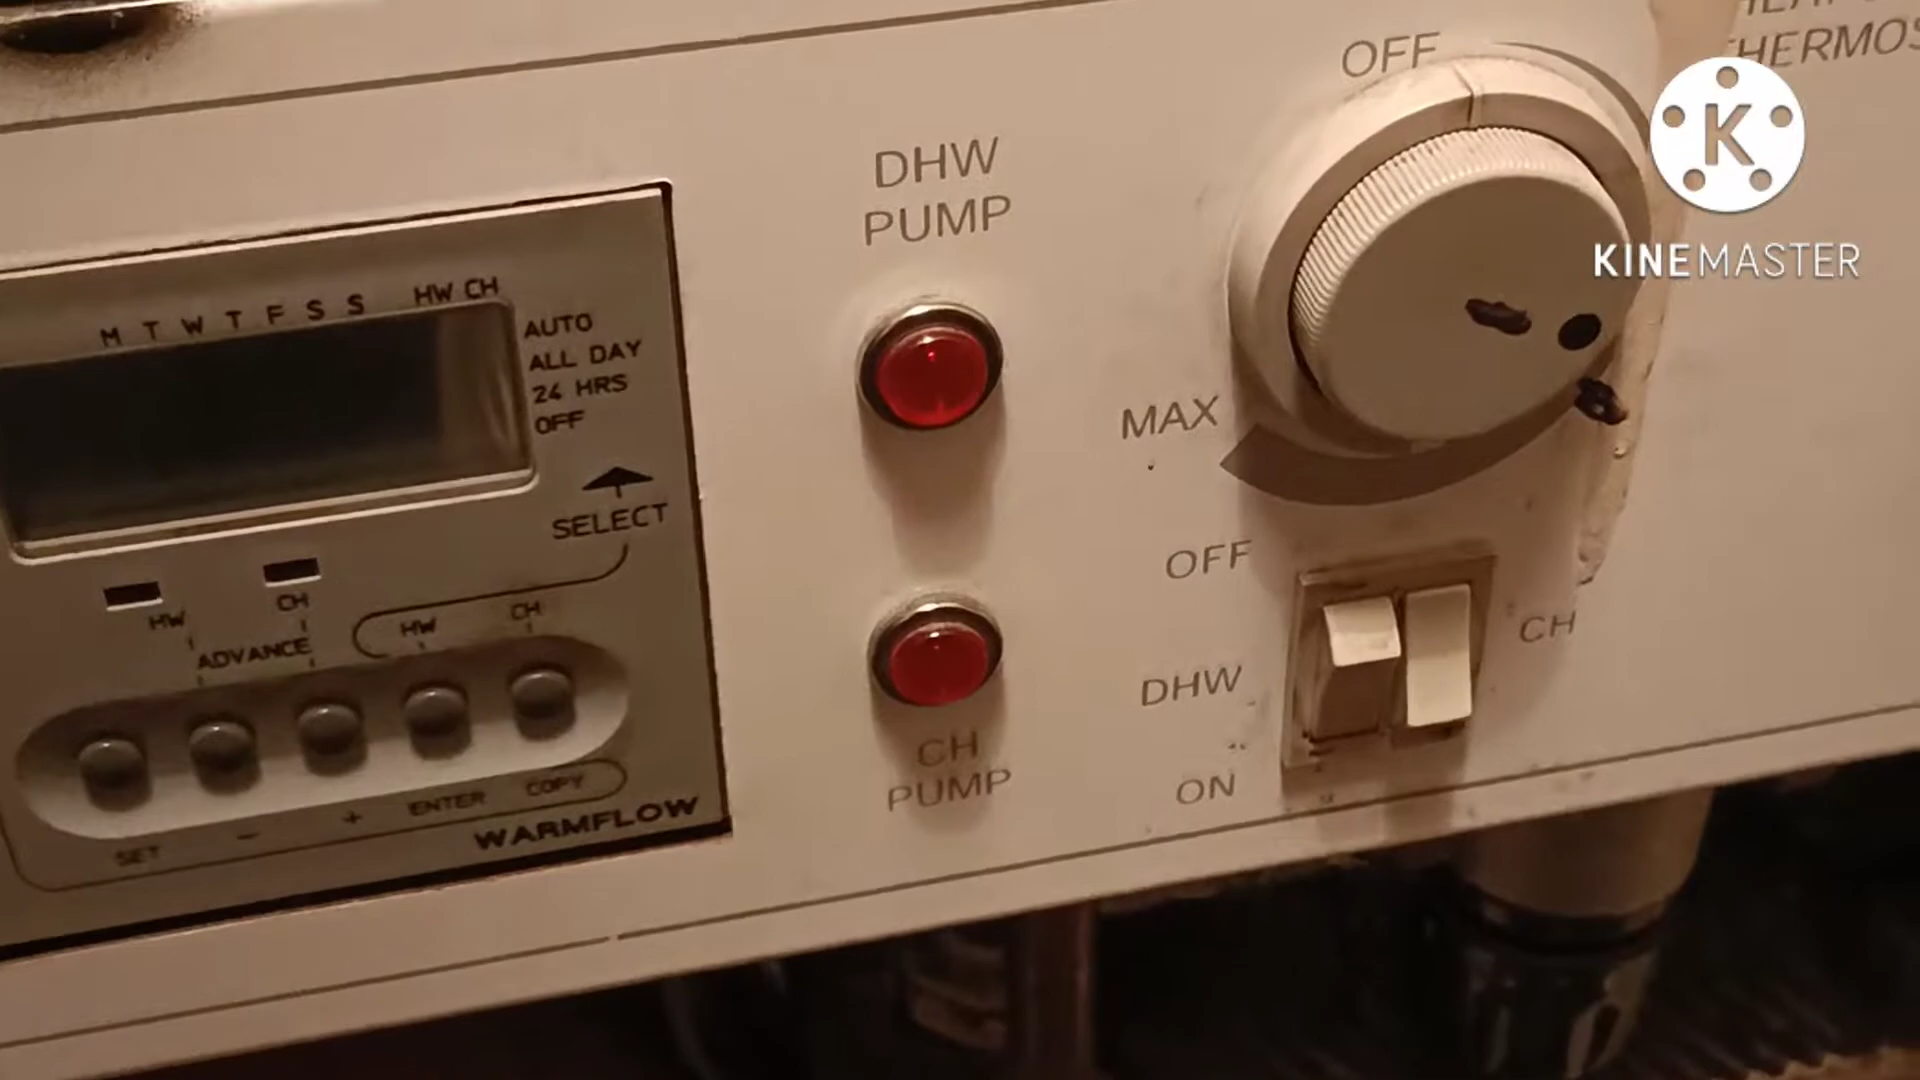 OFF
THERMOS
K
KINEMASTER
DHW
PUMP
M T W T F S S HW CH
AUTO
ALL DAY
24 HRS
OFF
SELECT
MAX
OFF
CH
DHW
ON
HW CH
ADVANCE
HW CH
CH
PUMP
SET - + ENTER COPY
WARMFLOW